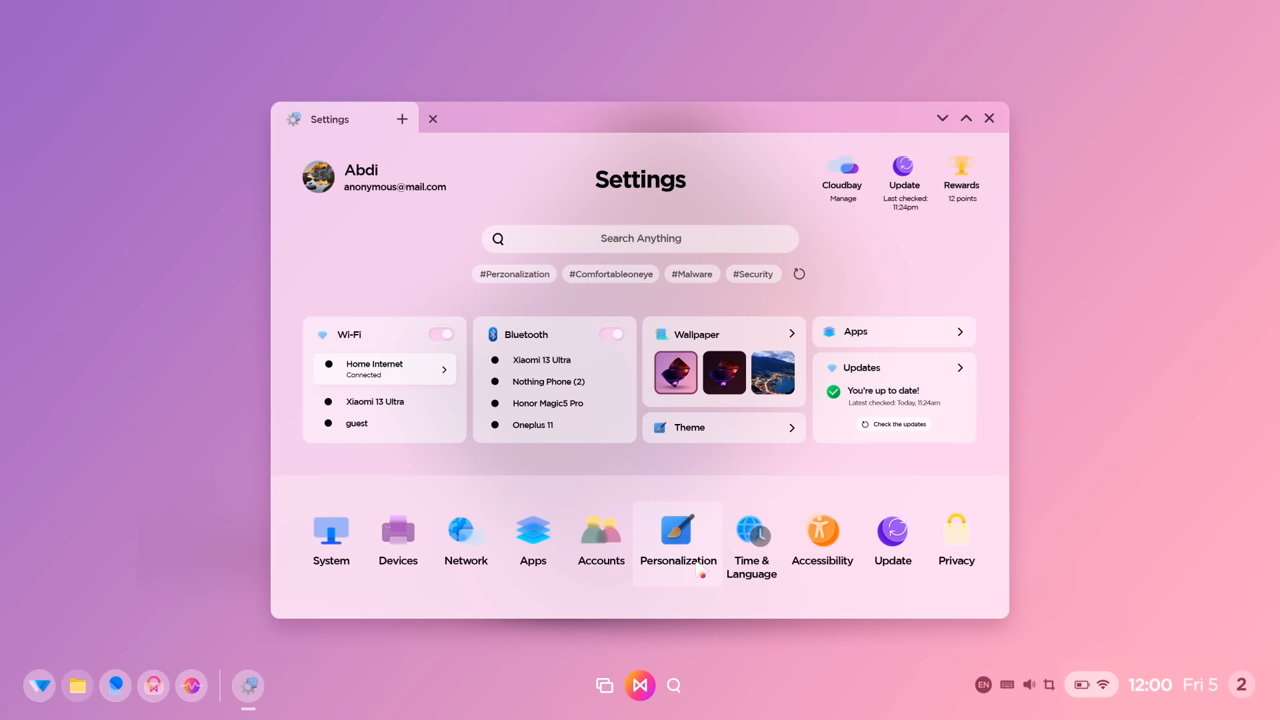 Settings
Abdi
anonymous@mail.com
Settings
Cloudbay
Manage
Update
Last checked:
11:24pm
Rewards
12 points
Search Anything
#Perzonalization
#Comfortableoneye
#Malware
#Security
Wi-Fi
Home Internet
Connected
Xiaomi 13 Ultra
guest
Bluetooth
Xiaomi 13 Ultra
Nothing Phone (2)
Honor Magic5 Pro
Oneplus 11
Wallpaper
Theme
Apps
Updates
You're up to date!
Latest checked: Today, 11:24am
Check the updates
System
Devices
Network
Apps
Accounts
Personalization
Time &
Language
Accessibility
Update
Privacy
EN
12:00
Fri 5
2